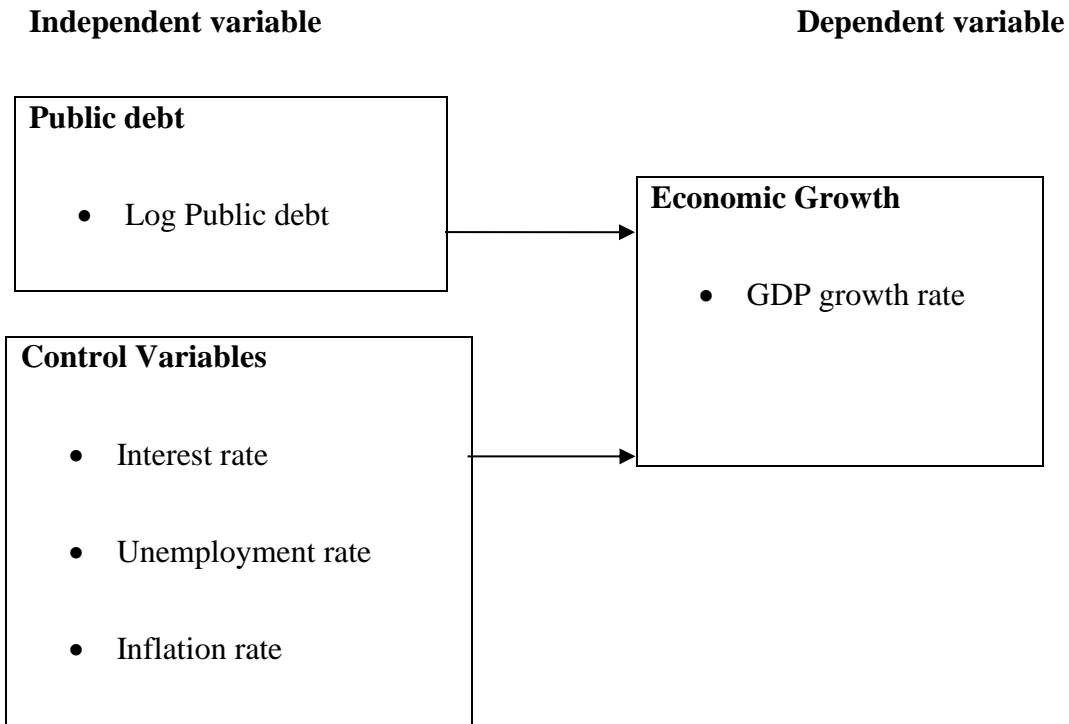 Independent variable
Dependent variable
Public debt
• Log Public debt
Economic Growth
• GDP growth rate
Control Variables
• Interest rate
• Unemployment rate
• Inflation rate